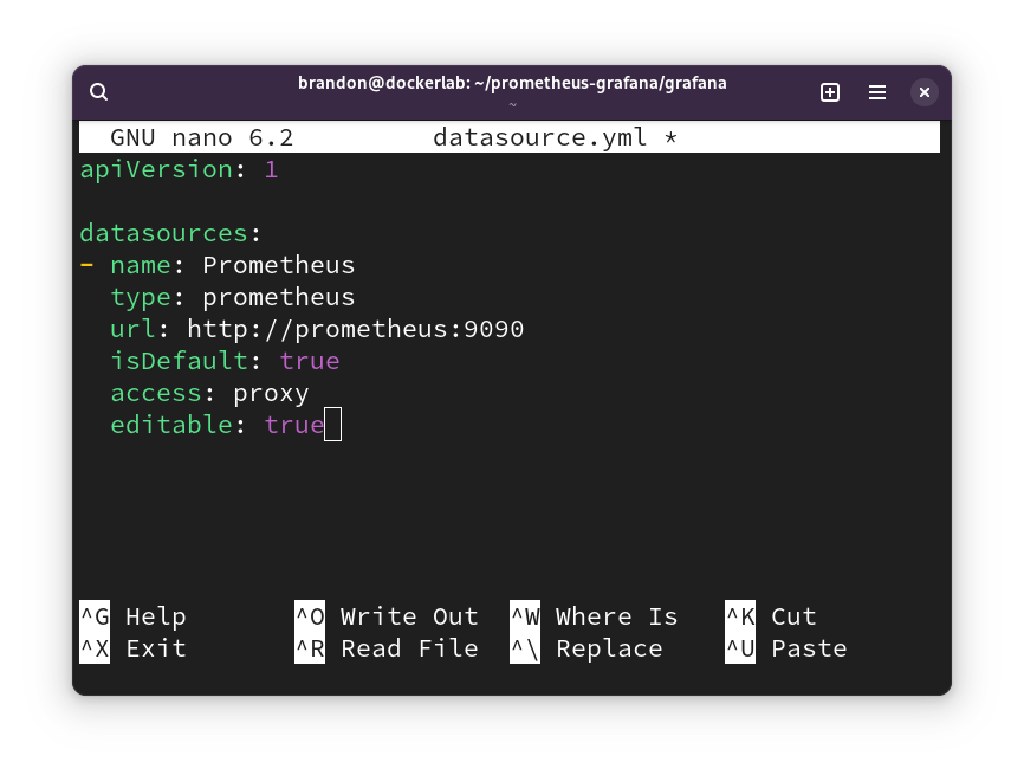 brandon@dockerlab: ~/prometheus-grafana/grafana
~
GNU nano 6.2 datasource.yml *
apiVersion: 1
datasources:
- name: Prometheus
  type: prometheus
  url: http://prometheus:9090
  isDefault: true
  access: proxy
  editable: true
^G Help ^O Write Out ^W Where Is ^K Cut
^X Exit ^R Read File ^\ Replace ^U Paste